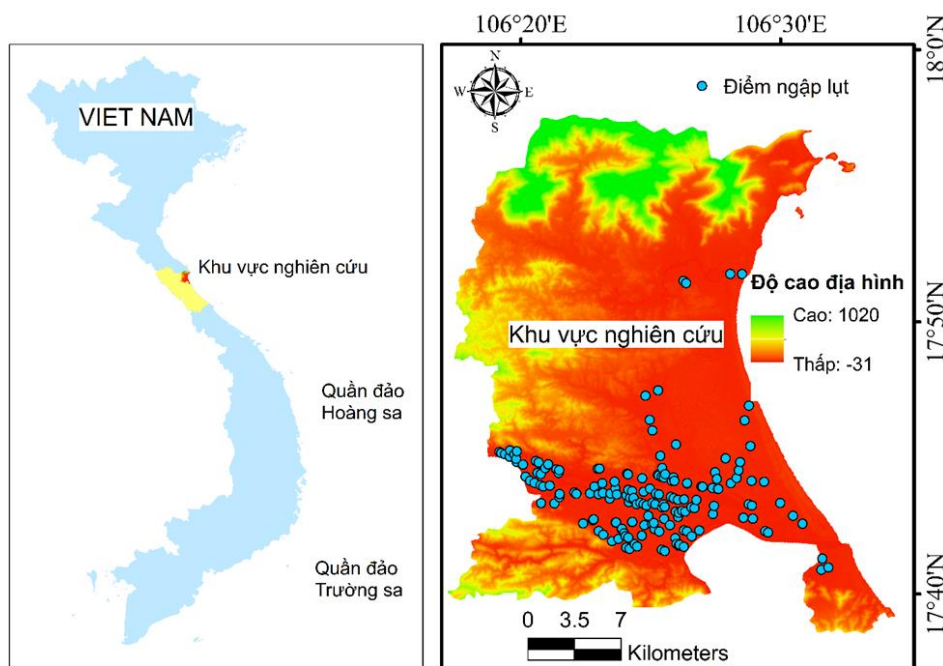 VIET NAM
Khu vực nghiên cứu
Quần đảo
Hoàng sa
Quần đảo
Trường sa
106°20'E
106°30'E
18°0'N
N
W
E
S
Điểm ngập lụt
Độ cao địa hình
Cao: 1020
Thấp: -31
17°50'N
Khu vực nghiên cứu
17°40'N
0 3.5 7
Kilometers